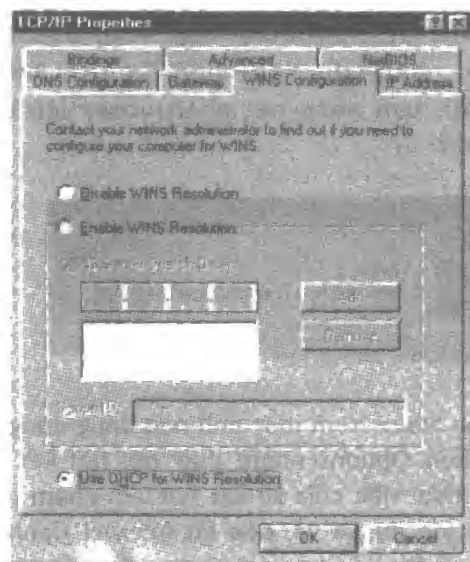 TCP/IP Properties
Bindings Advanced NetBIOS
DNS Configuration Gateway WINS Configuration IP Address
Contact your network administrator to find out if you need to
configure your computer for WINS.
Disable WINS Resolution
Enable WINS Resolution
Add
Remove
Use DHCP for WINS Resolution
OK Cancel